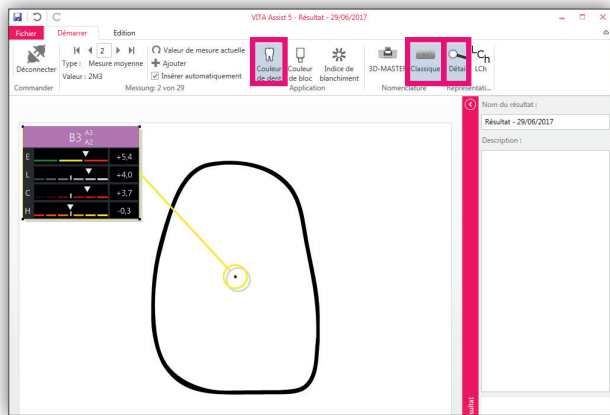 VITA Assist 5 - Résultat - 29/06/2017
Fichier Démarrer Edition
2
Type : Mesure moyenne
Valeur : 2M3
Déconnecter
Commander
Valeur de mesure actuelle
Ajouter
Insérer automatiquement
Messung: 2 von 29
Couleur
de dent
Couleur
de bloc
Indice de
blanchiment
Application
3D-MASTER
Classique
Nomenclature
Détail
LCh
LCh
Représentati...
B3 A3
A2
E +5,4
L +4,0
C +3,7
H -0,3
Nom du résultat :
Résultat - 29/06/2017
Description :